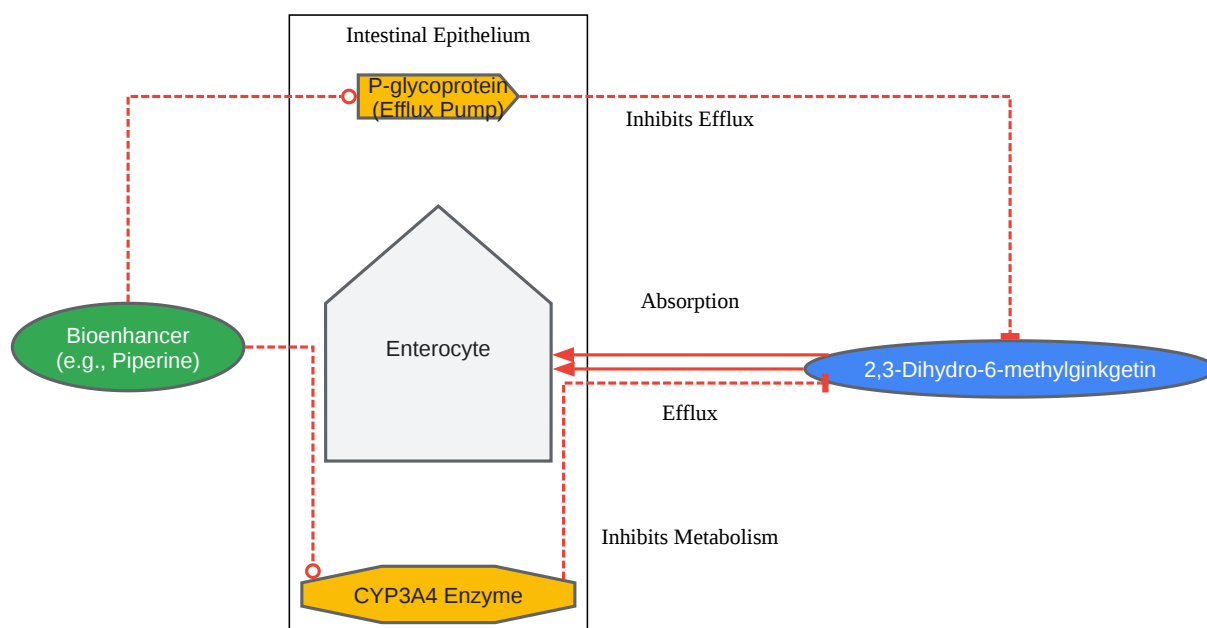 Intestinal Epithelium
P-glycoprotein
(Efflux Pump)
Inhibits Efflux
Absorption
Bioenhancer
(e.g., Piperine)
Enterocyte
2,3-Dihydro-6-methylginkgetin
Efflux
Inhibits Metabolism
CYP3A4 Enzyme